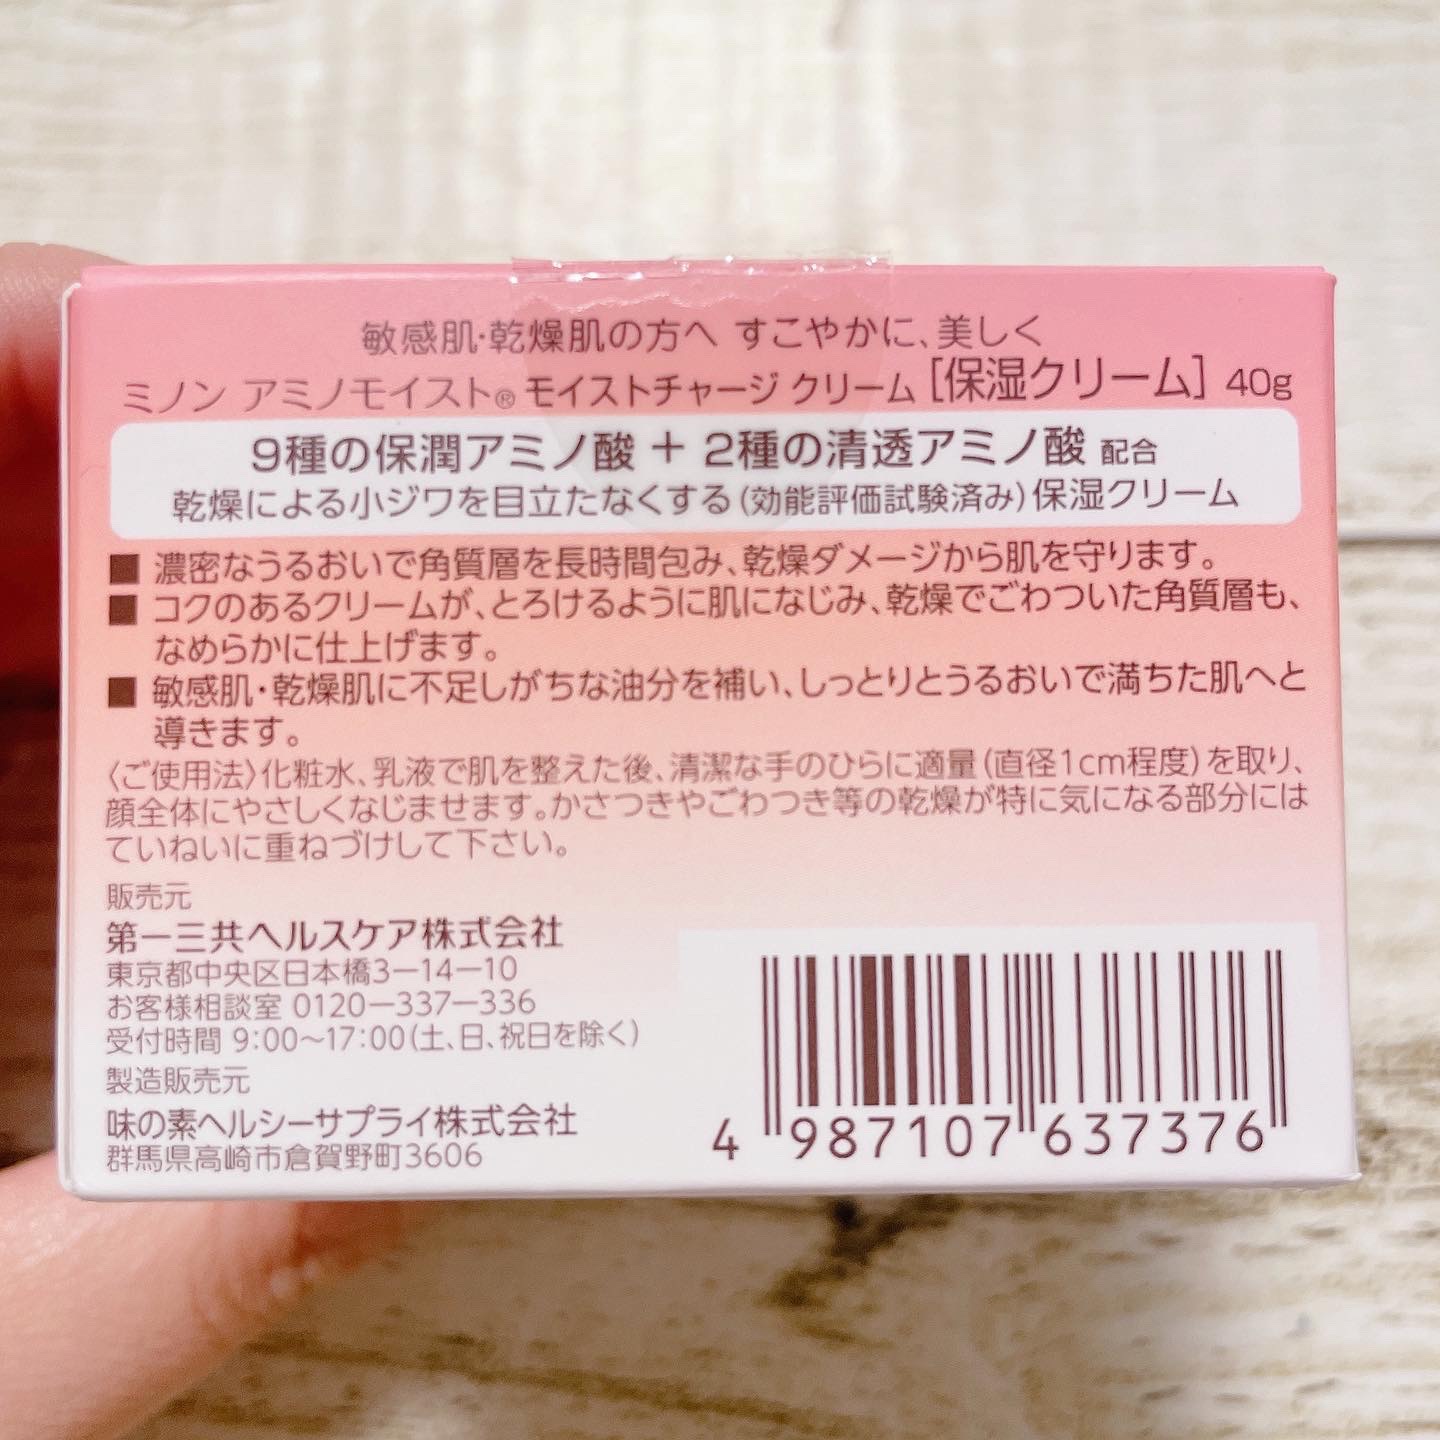 敏感肌・乾燥肌の方へ すこやかに、美しく
ミノン アミノモイスト® モイストチャージ クリーム [保湿クリーム] 40g
9種の保潤アミノ酸 + 2種の清透アミノ酸 配合
乾燥による小ジワを目立たなくする(効能評価試験済み)保湿クリーム
■ 濃密なうるおいで角質層を長時間包み、乾燥ダメージから肌を守ります。
■ コクのあるクリームが、とろけるように肌になじみ、乾燥でごわついた角質層も、
なめらかに仕上げます。
■ 敏感肌・乾燥肌に不足しがちな油分を補い、しっとりとうるおいで満ちた肌へと
導きます。
〈ご使用法〉化粧水、乳液で肌を整えた後、清潔な手のひらに適量(直径1cm程度)を取り、
顔全体にやさしくなじませます。かさつきやごわつき等の乾燥が特に気になる部分には
ていねいに重ねづけして下さい。
販売元
第一三共ヘルスケア株式会社
東京都中央区日本橋3－14－10
お客様相談室 0120－337－336
受付時間 9:00〜17:00(土、日、祝日を除く)
製造販売元
味の素ヘルシーサプライ株式会社
群馬県高崎市倉賀野町3606
4 987107 637376